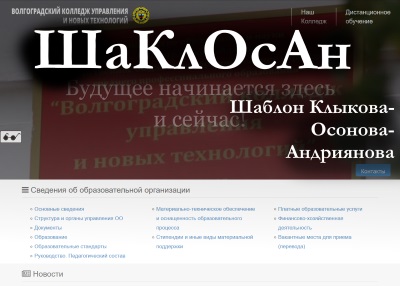 ВОЛГОГРАДСКИЙ КОЛЛЕДЖ УПРАВЛЕНИЯ
И НОВЫХ ТЕХНОЛОГИЙ
Наш
Колледж
Дистанционное
обучение
ШаКлОсАн
Будущее начинается здесь
и сейчас!
"Волгоградский
управления
и новых технологий
Шаблон Клыкова-
Осонова-
Андриянова
Контакты
Сведения об образовательной организации
Основные сведения
Структура и органы управления ОО
Документы
Образование
Образовательные стандарты
Руководство. Педагогический состав
Материально-техническое обеспечение
и оснащенность образовательного
процесса
Стипендии и иные виды материальной
поддержки
Платные образовательные услуги
Финансово-хозяйственная
деятельность
Вакантные места для приема
(перевода)
Новости